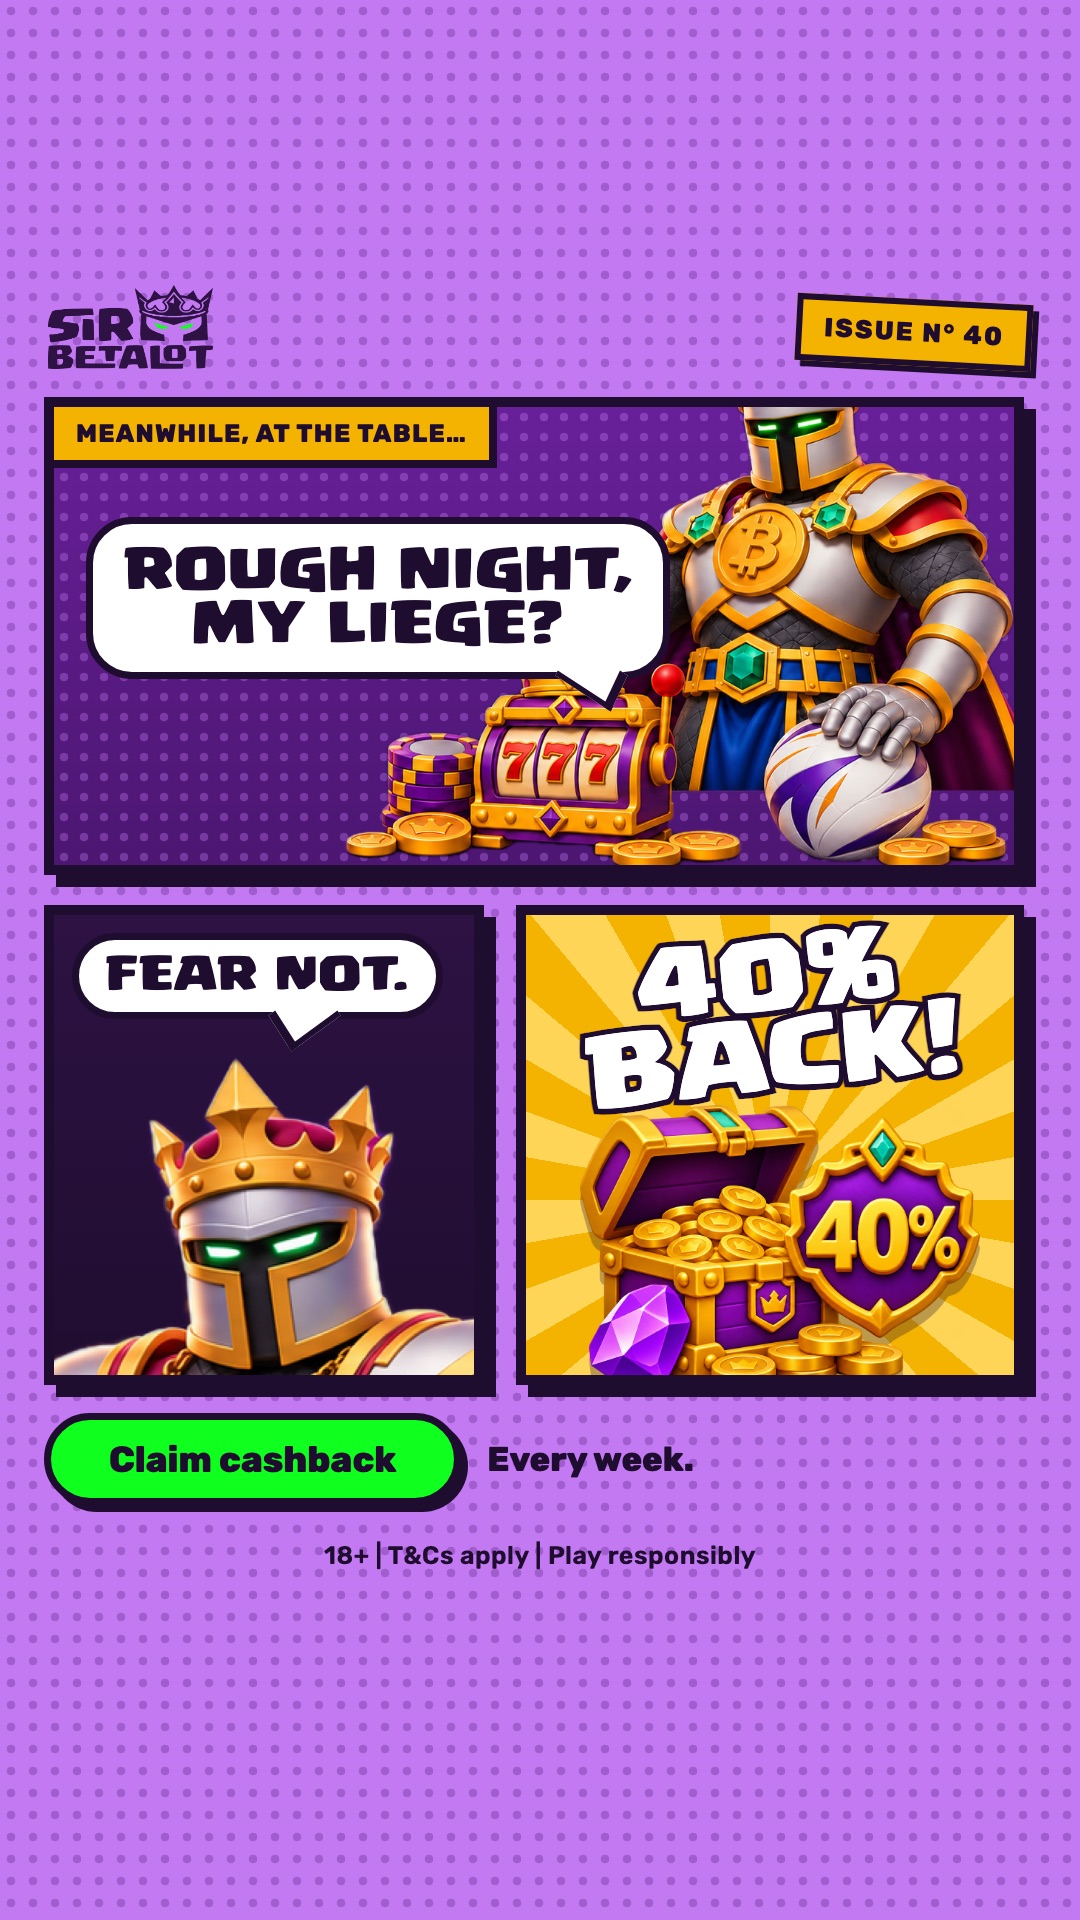 SIR
BETALOT
ISSUE N° 40
MEANWHILE, AT THE TABLE...
ROUGH NIGHT,
MY LIEGE?
777
FEAR NOT.
40%
BACK!
40%
Claim cashback
Every week.
18+ | T&Cs apply | Play responsibly